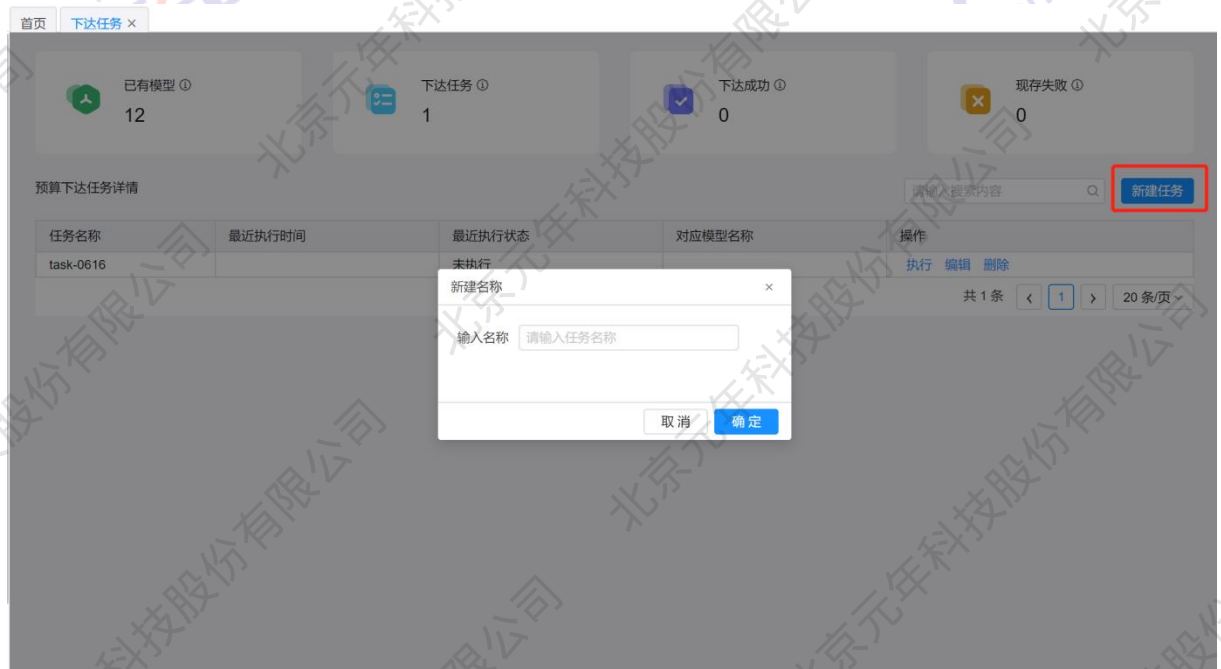 首页 下达任务 ×
已有模型 下达任务 下达成功 现存失败
12 1 0 0
预算下达任务详情 请输入搜索内容 新建任务
任务名称 最近执行时间 最近执行状态 对应模型名称 操作
task-0616 未执行 执行 编辑 删除
新建名称 ×
共 1 条 < 1 > 20 条/页
输入名称 请输入任务名称
取消 确定
北京元年科技股份有限公司